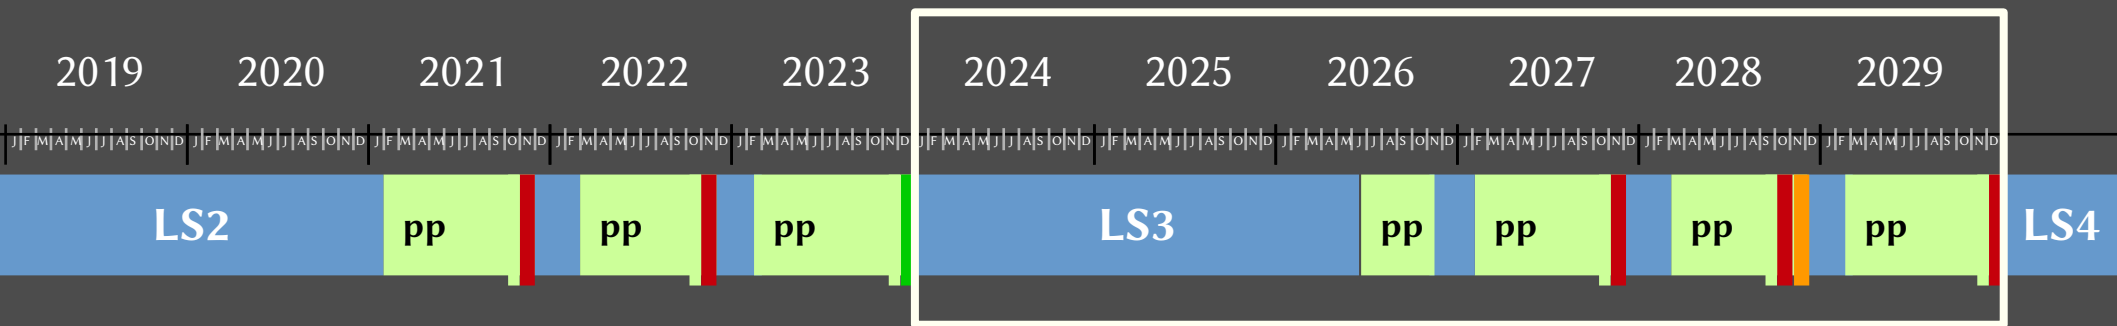 2019 2020 2021 2022 2023 2024 2025 2026 2027 2028 2029
J F M A M J J A S O N D J F M A M J J A S O N D J F M A M J J A S O N D J F M A M J J A S O N D J F M A M J J A S O N D J F M A M J J A S O N D J F M A M J J A S O N D J F M A M J J A S O N D J F M A M J J A S O N D J F M A M J J A S O N D J F M A M J J A S O N D
LS2 pp pp pp LS3 pp pp pp pp LS4